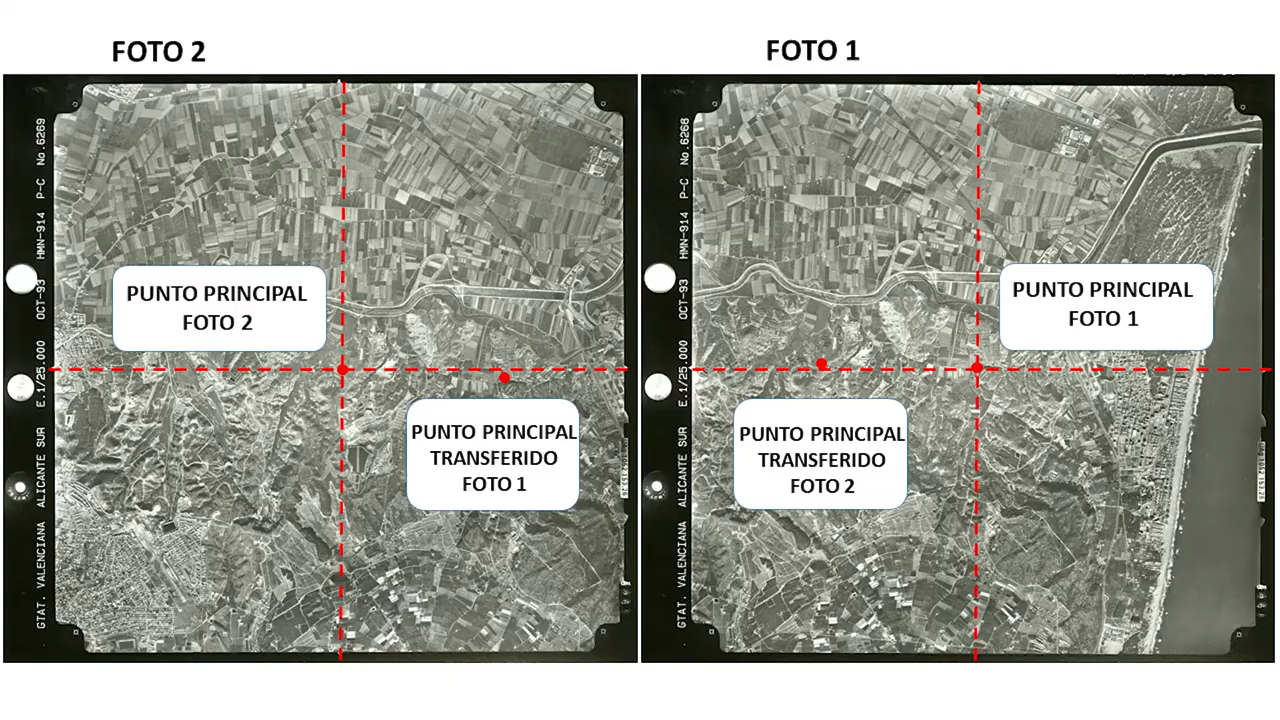 FOTO 2
FOTO 1
GTAT. VALENCIANA ALICANTE SUR E.1/25.000 OCT-93 HMN-914 P-C No.6269
PUNTO PRINCIPAL
FOTO 2
PUNTO PRINCIPAL
TRANSFERIDO
FOTO 1
GTAT. VALENCIANA ALICANTE SUR E.1/25.000 OCT-93 HMN-914 P-C No.6268
PUNTO PRINCIPAL
FOTO 1
PUNTO PRINCIPAL
TRANSFERIDO
FOTO 2